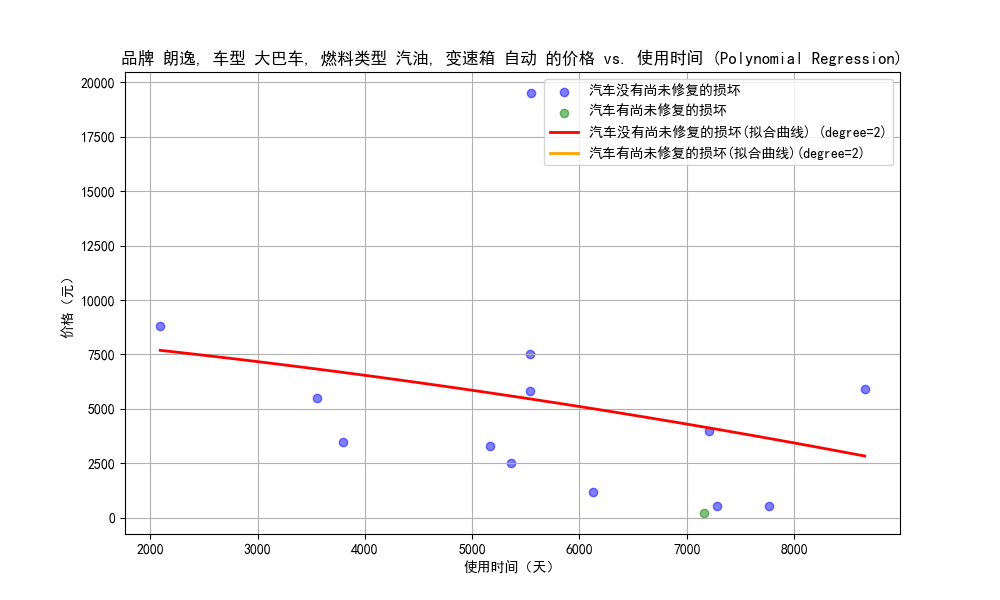 品牌 朗逸, 车型 大巴车, 燃料类型 汽油, 变速箱 自动 的价格 vs. 使用时间 (Polynomial Regression)
汽车没有尚未修复的损坏
汽车有尚未修复的损坏
汽车没有尚未修复的损坏(拟合曲线) (degree=2)
汽车有尚未修复的损坏(拟合曲线)(degree=2)
价格（元）
20000
17500
15000
12500
10000
7500
5000
2500
0
2000 3000 4000 5000 6000 7000 8000
使用时间（天）